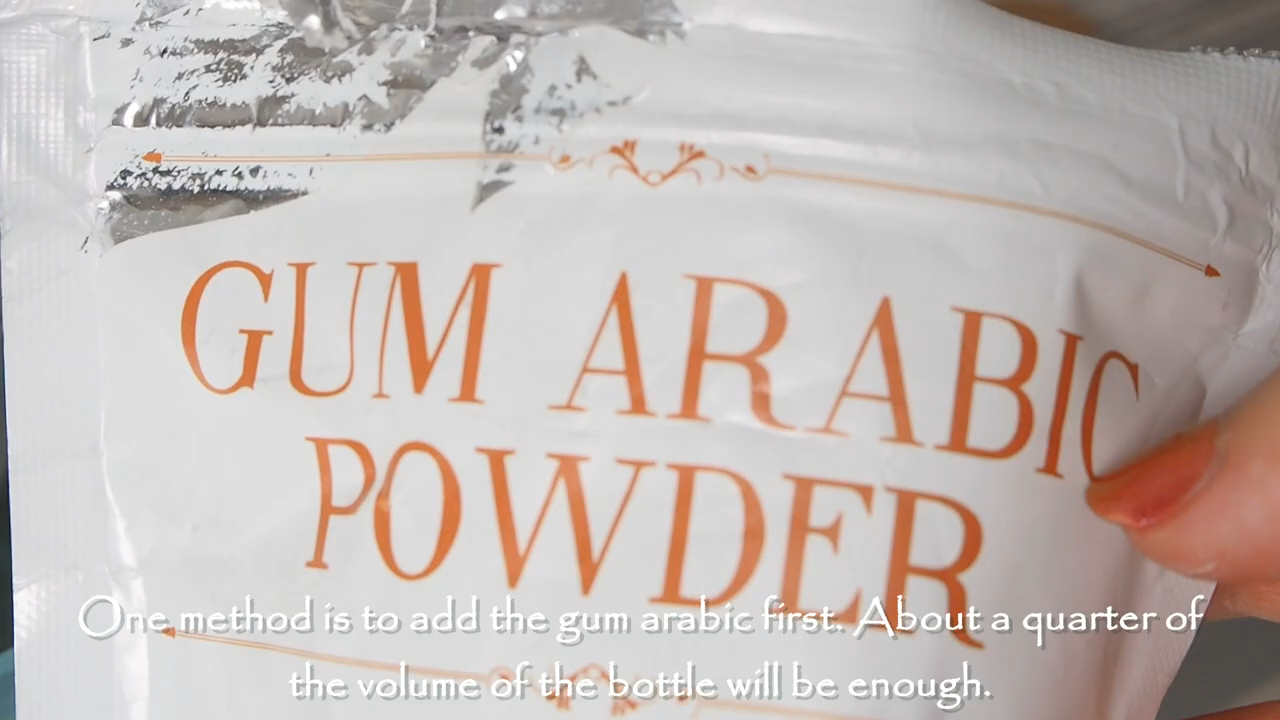 GUM ARABIC
POWDER
One method is to add the gum arabic first. About a quarter of
the volume of the bottle will be enough.